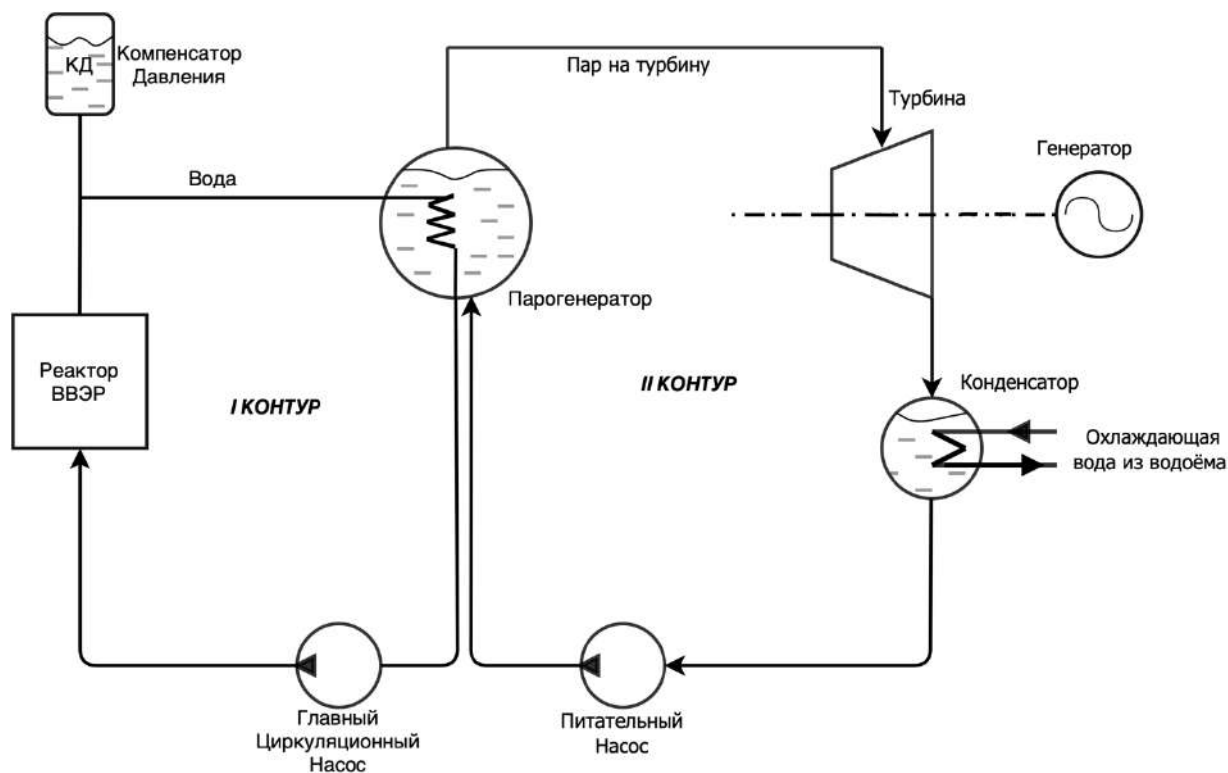 КД
Компенсатор
Давления
Пар на турбину
Турбина
Генератор
Вода
Парогенератор
Реактор
ВВЭР
I КОНТУР
II КОНТУР
Конденсатор
Охлаждающая
вода из водоёма
Главный
Циркуляционный
Насос
Питательный
Насос